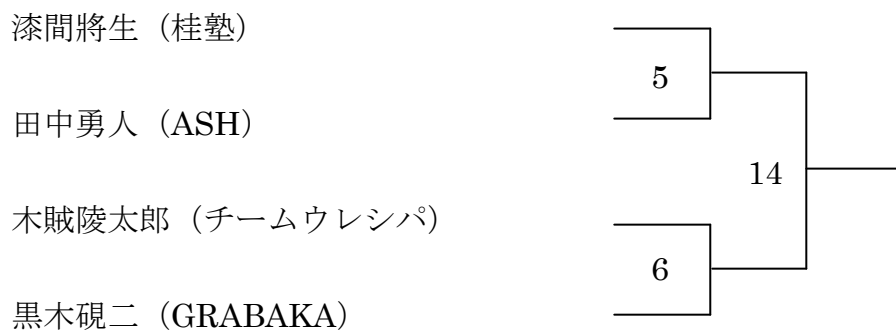 漆間將生（桂塾）
5
田中勇人（ASH）
14
木賊陵太郎（チームウレシパ）
6
黒木硯二（GRABAKA）